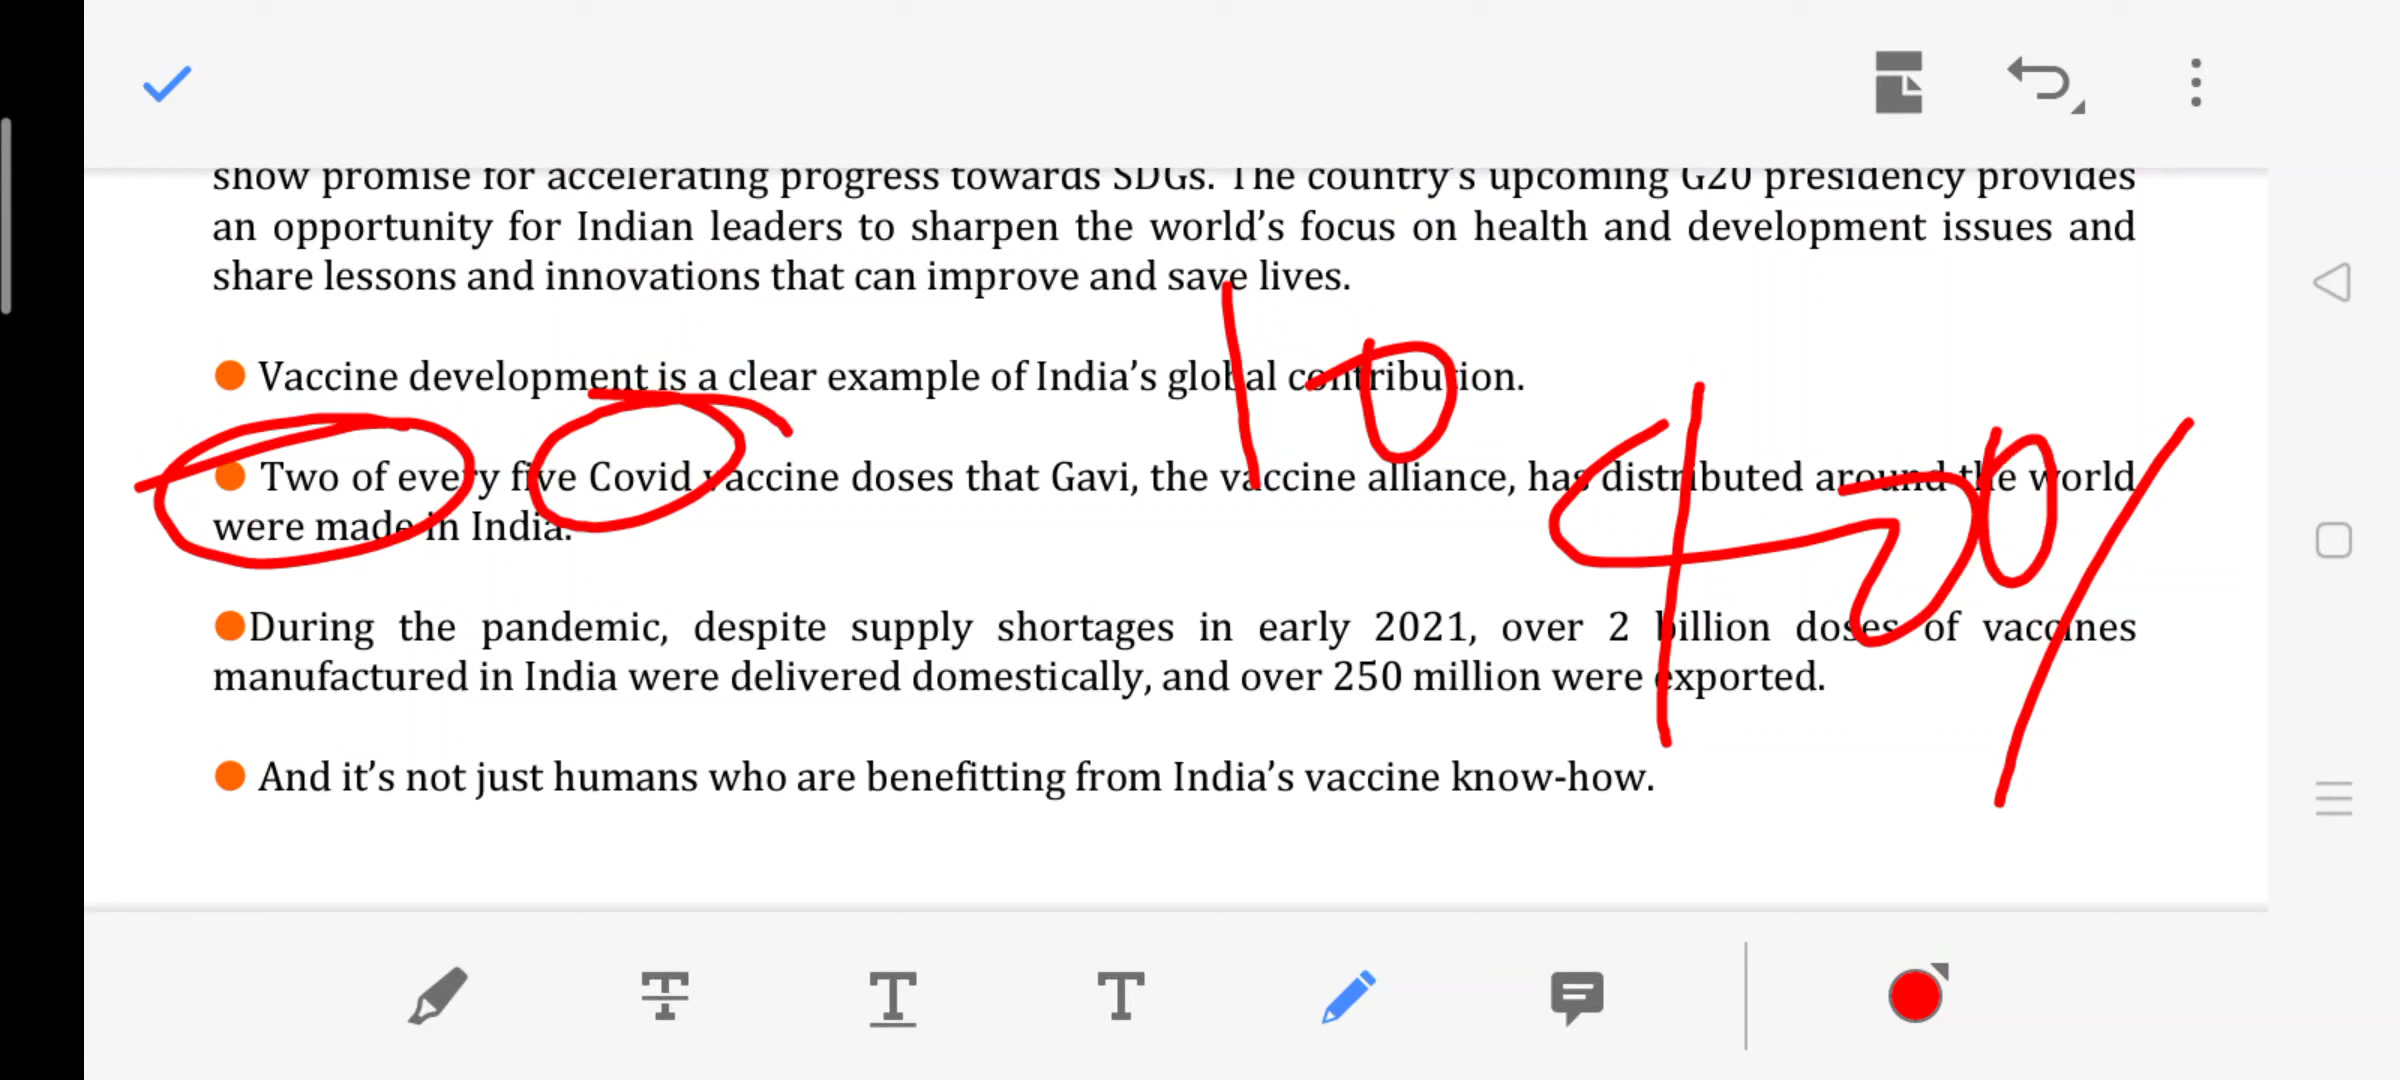 show promise for accelerating progress towards SDGs. The country's upcoming G20 presidency provides
an opportunity for Indian leaders to sharpen the world's focus on health and development issues and
share lessons and innovations that can improve and save lives.
Vaccine development is a clear example of India's global contribution.
10
Two of every five Covid vaccine doses that Gavi, the vaccine alliance, has distributed around the world
were made in India.
During the pandemic, despite supply shortages in early 2021, over 2 billion doses of vaccines
manufactured in India were delivered domestically, and over 250 million were exported.
And it's not just humans who are benefitting from India's vaccine know-how.